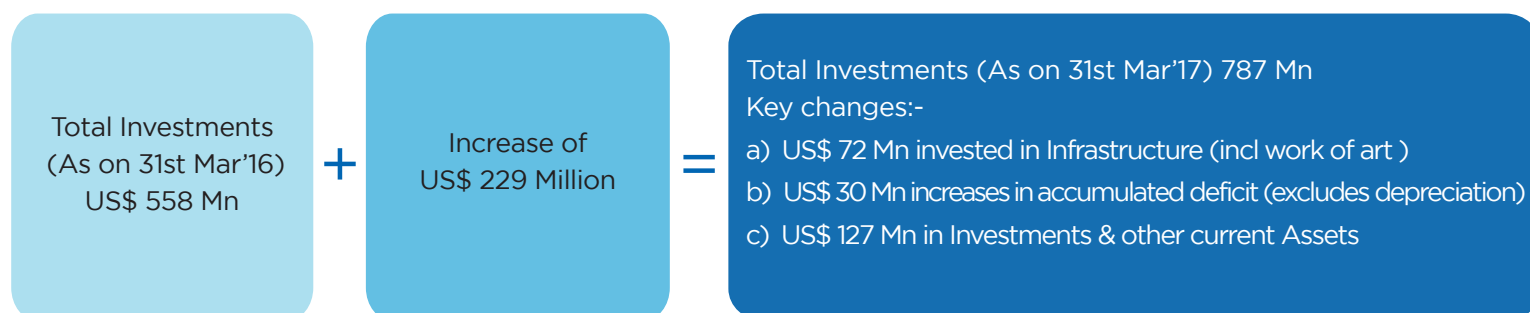 Total Investments
(As on 31st Mar’16)
US$ 558 Mn
+
Increase of
US$ 229 Million
=
Total Investments (As on 31st Mar’17) 787 Mn
Key changes:-
a) US$ 72 Mn invested in Infrastructure (incl work of art )
b) US$ 30 Mn increases in accumulated deficit (excludes depreciation)
c) US$ 127 Mn in Investments & other current Assets